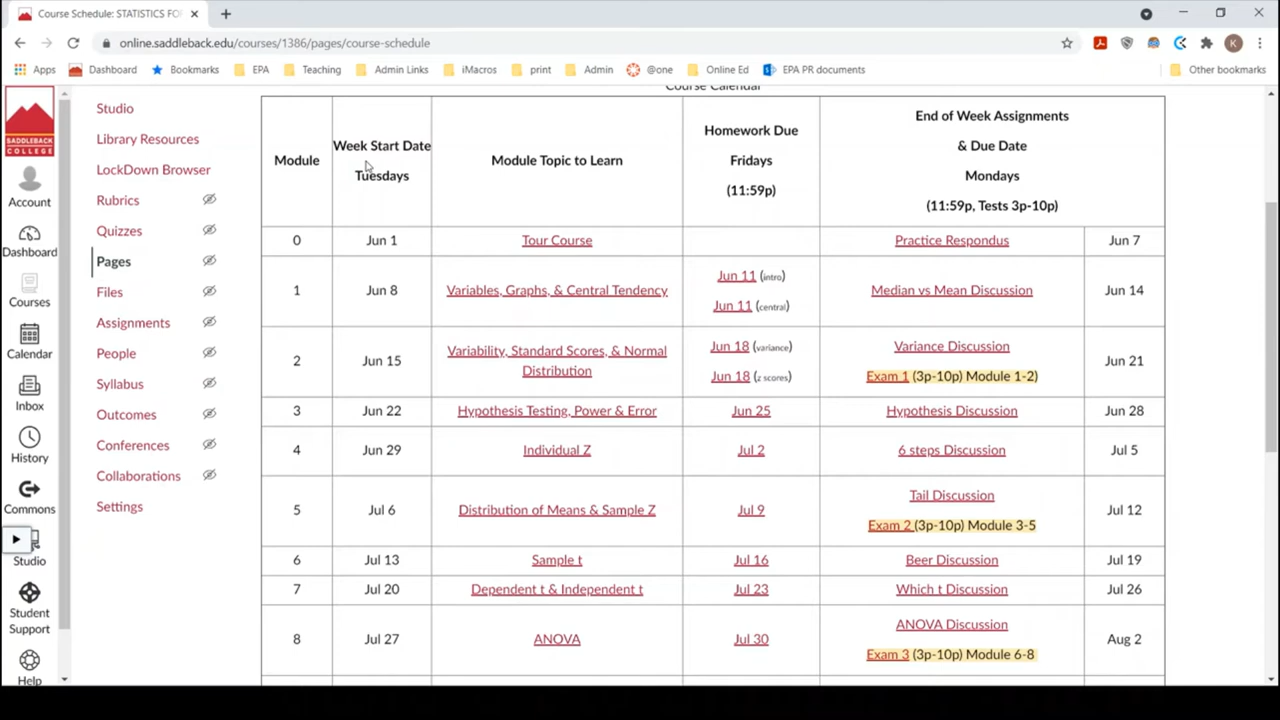 Course Schedule: STATISTICS FO
online.saddleback.edu/courses/1386/pages/course-schedule
K
Apps
Dashboard
Bookmarks
EPA
Teaching
Admin Links
iMacros
print
Admin
@one
Online Ed
EPA PR documents
Other bookmarks
SADDLEBACK
COLLEGE
Account
Dashboard
Courses
Calendar
Inbox
History
Commons
Studio
Student
Support
Help
Studio
Library Resources
LockDown Browser
Rubrics
Quizzes
Pages
Files
Assignments
People
Syllabus
Outcomes
Conferences
Collaborations
Settings
Course Calendar
Module
Week Start Date
Tuesdays
Module Topic to Learn
Homework Due
Fridays
(11:59p)
End of Week Assignments
& Due Date
Mondays
(11:59p, Tests 3p-10p)
0 Jun 1 Tour Course Practice Respondus Jun 7
1 Jun 8 Variables, Graphs, & Central Tendency
Jun 11 (intro)
Jun 11 (central)
Median vs Mean Discussion Jun 14
2 Jun 15
Variability, Standard Scores, & Normal
Distribution
Jun 18 (variance)
Jun 18 (z scores)
Variance Discussion
Exam 1 (3p-10p) Module 1-2)
Jun 21
3 Jun 22 Hypothesis Testing, Power & Error Jun 25 Hypothesis Discussion Jun 28
4 Jun 29 Individual Z Jul 2 6 steps Discussion Jul 5
5 Jul 6 Distribution of Means & Sample Z Jul 9
Tail Discussion
Exam 2 (3p-10p) Module 3-5
Jul 12
6 Jul 13 Sample t Jul 16 Beer Discussion Jul 19
7 Jul 20 Dependent t & Independent t Jul 23 Which t Discussion Jul 26
8 Jul 27 ANOVA Jul 30
ANOVA Discussion
Exam 3 (3p-10p) Module 6-8
Aug 2